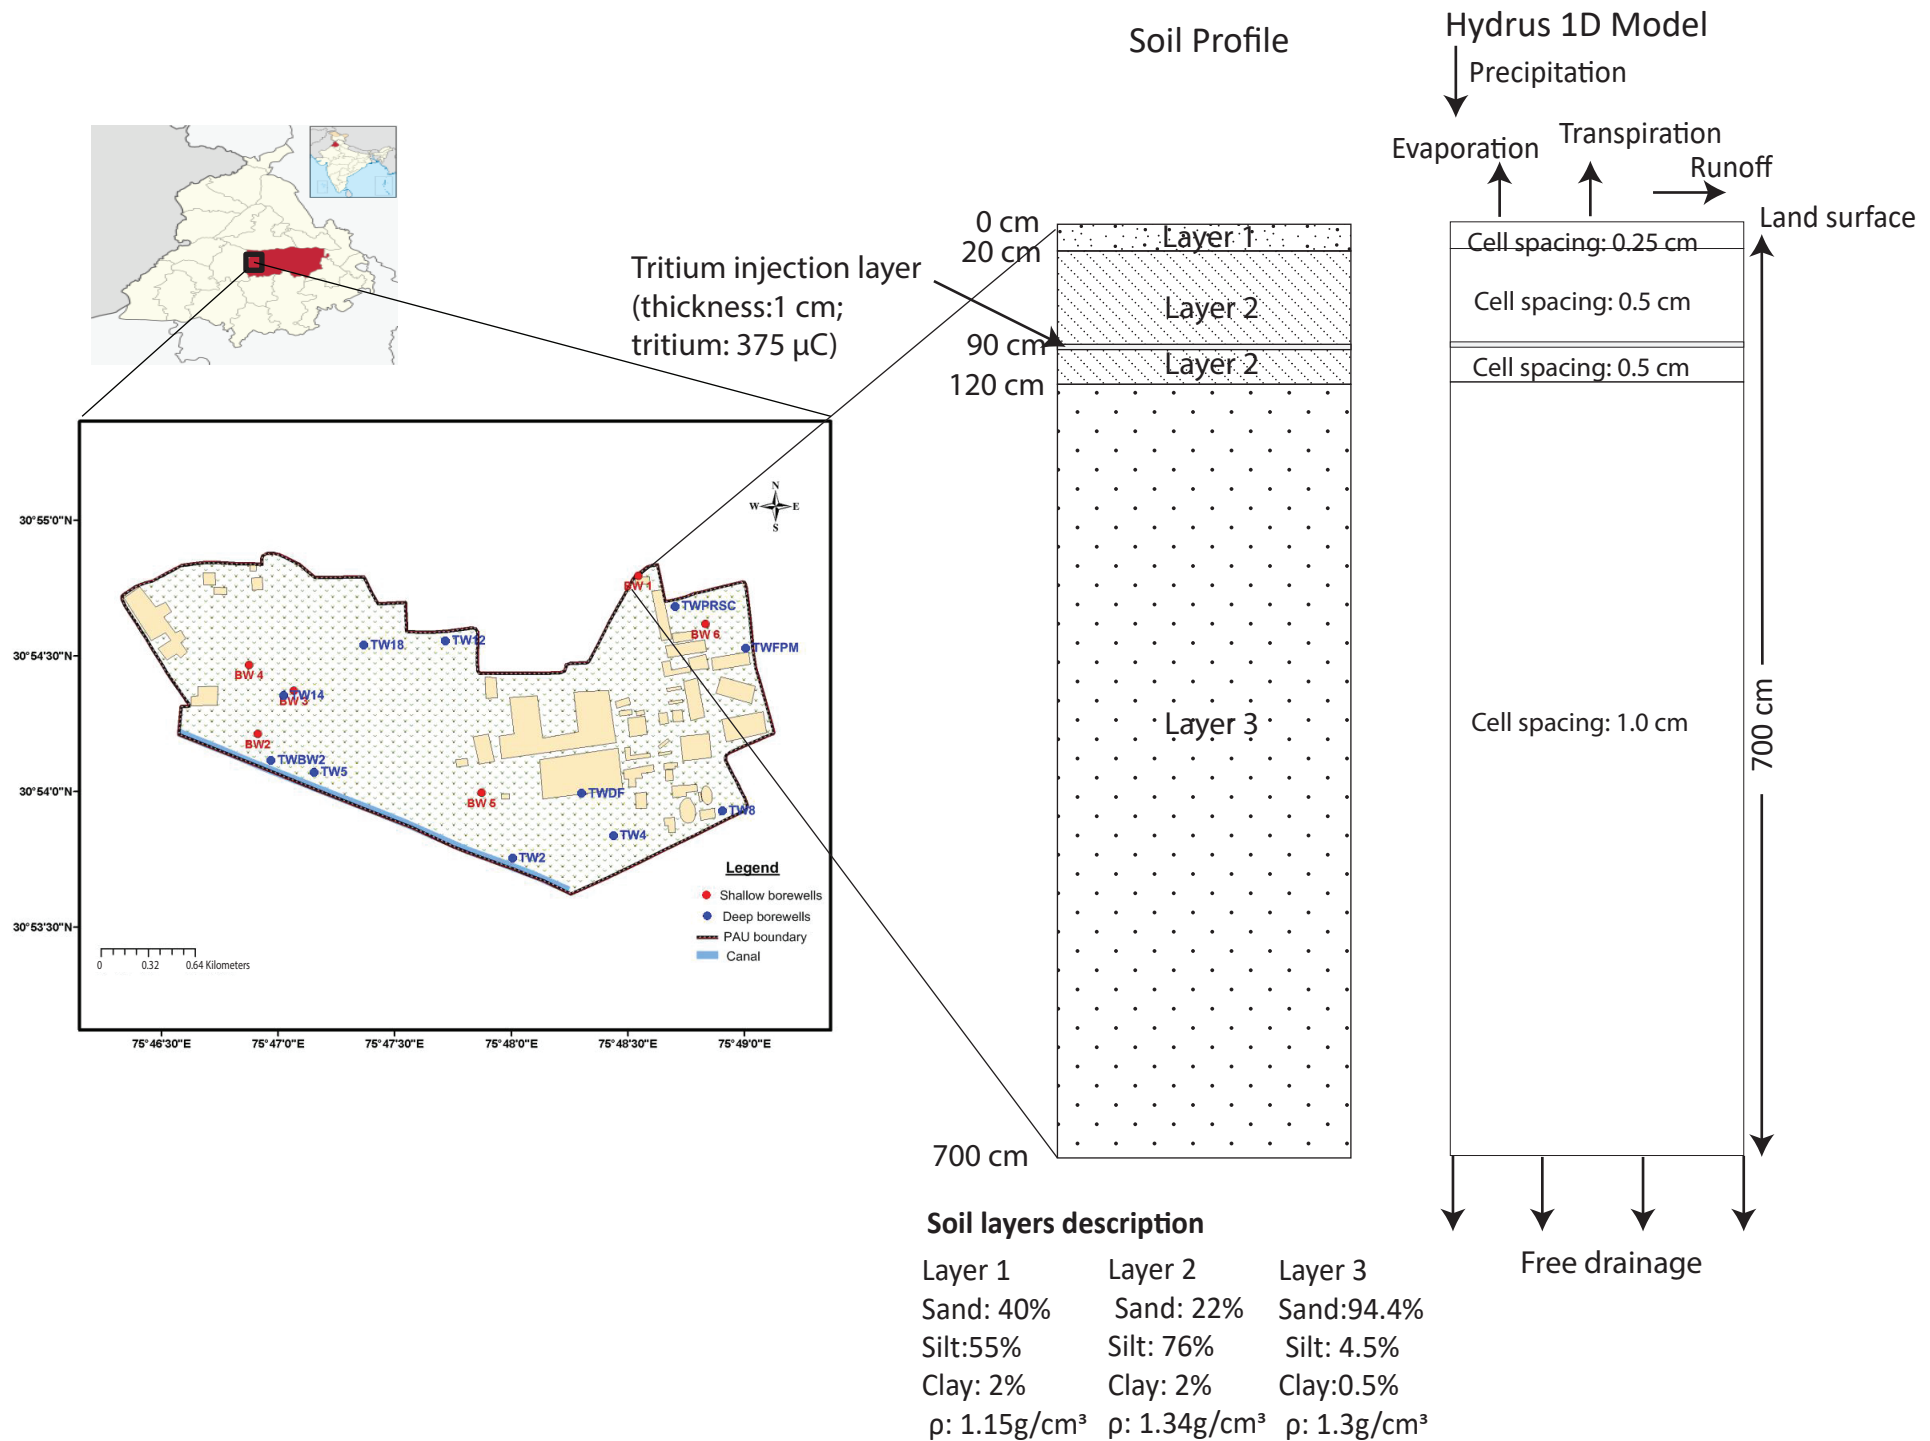 Soil Profile
Hydrus 1D Model
Precipitation
Evaporation
Transpiration
Runoff
Land surface
0 cm
20 cm
90 cm
120 cm
700 cm
Tritium injection layer
(thickness:1 cm;
tritium: 375 µC)
Layer 1
Layer 2
Layer 2
Layer 3
Cell spacing: 0.25 cm
Cell spacing: 0.5 cm
Cell spacing: 0.5 cm
Cell spacing: 1.0 cm
700 cm
Free drainage
N
W
E
S
30°55'0"N
30°54'30"N
30°54'0"N
30°53'30"N
75°46'30"E
75°47'0"E
75°47'30"E
75°48'0"E
75°48'30"E
75°49'0"E
BW 1
TWPRSC
BW 6
TWFPM
TW12
TW18
BW 4
TW14
BW 3
BW2
TWBW2
TW5
BW 5
TWDF
TW8
TW4
TW2
Legend
Shallow borewells
Deep borewells
PAU boundary
Canal
0
0.32
0.64 Kilometers
Soil layers description
Layer 1
Sand: 40%
Silt:55%
Clay: 2%
ρ: 1.15g/cm³
Layer 2
Sand: 22%
Silt: 76%
Clay: 2%
ρ: 1.34g/cm³
Layer 3
Sand:94.4%
Silt: 4.5%
Clay:0.5%
ρ: 1.3g/cm³